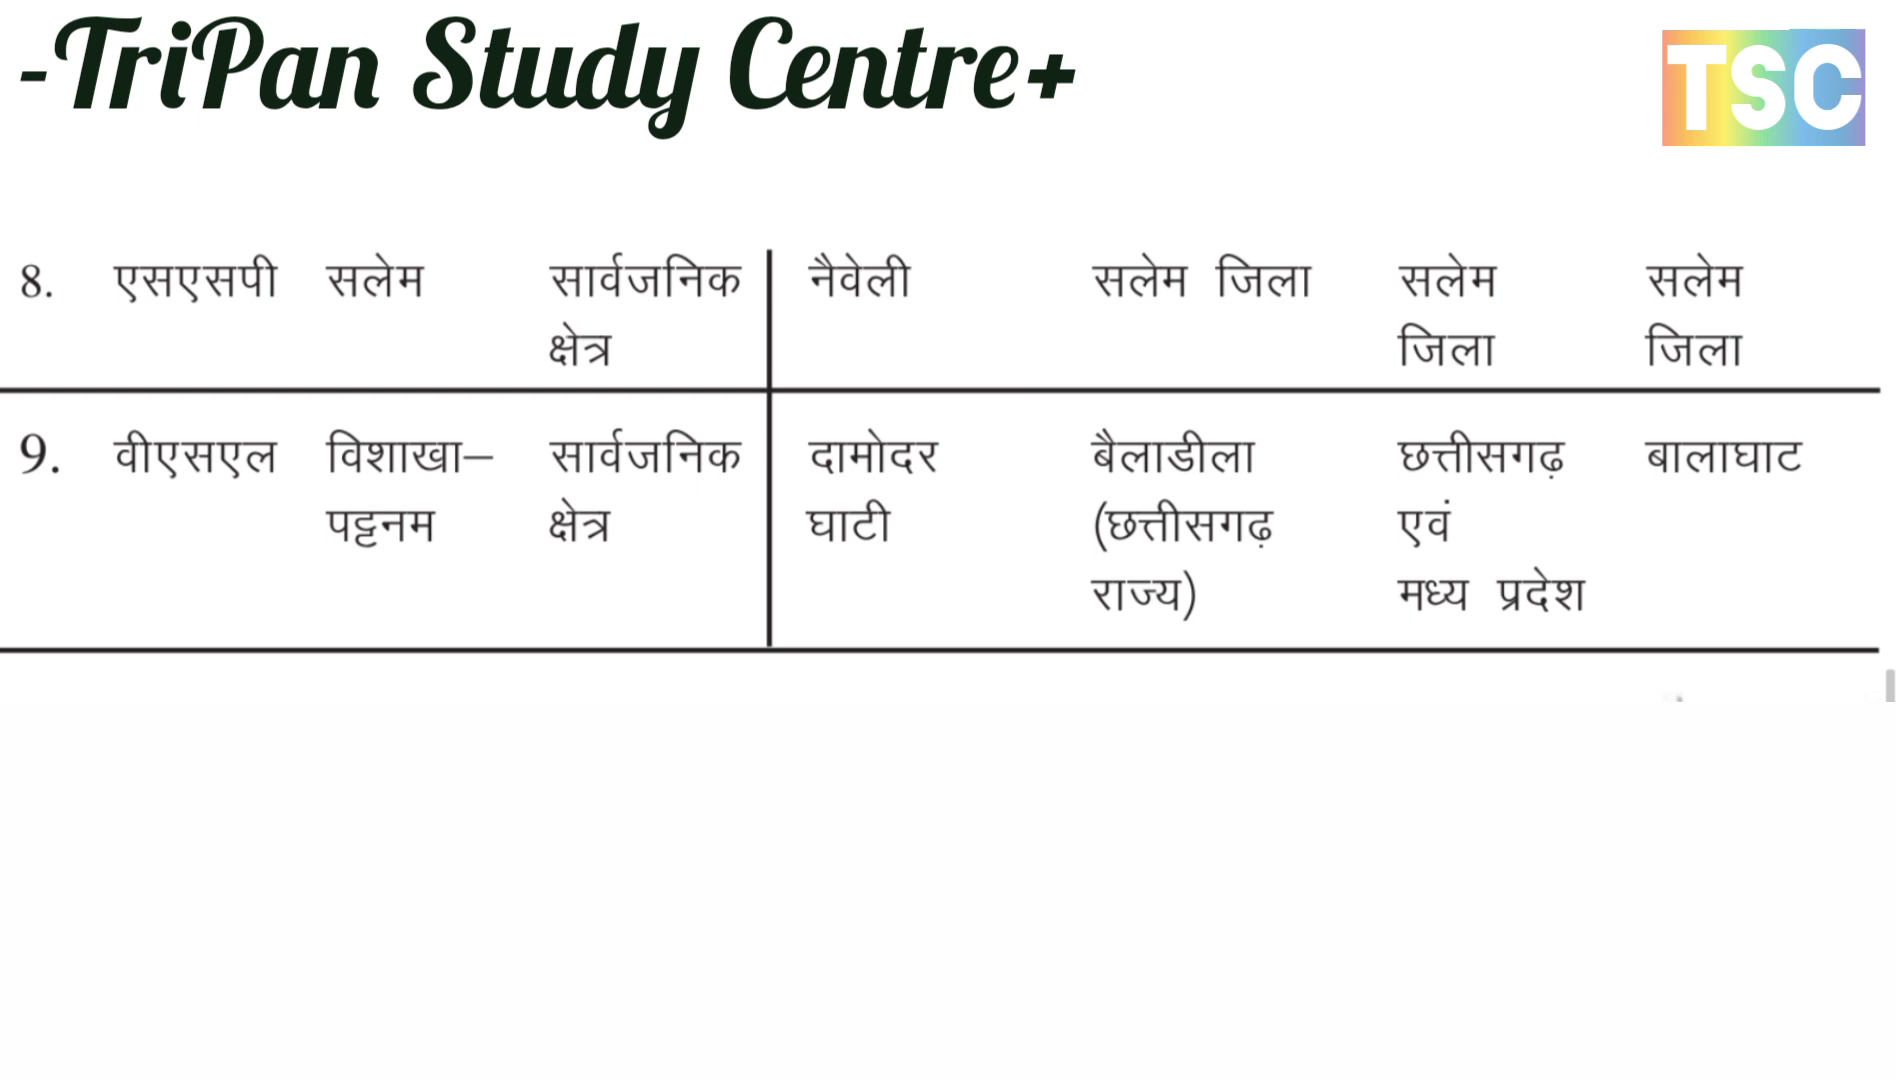 -TriPan Study Centre+
TSC
8. एसएसपी सलेम सार्वजनिक नैवेली सलेम जिला सलेम सलेम
क्षेत्र जिला जिला
9. वीएसएल विशाखा– सार्वजनिक दामोदर बैलाडीला छत्तीसगढ़ बालाघाट
पट्टनम क्षेत्र घाटी (छत्तीसगढ़ एवं
राज्य) मध्य प्रदेश